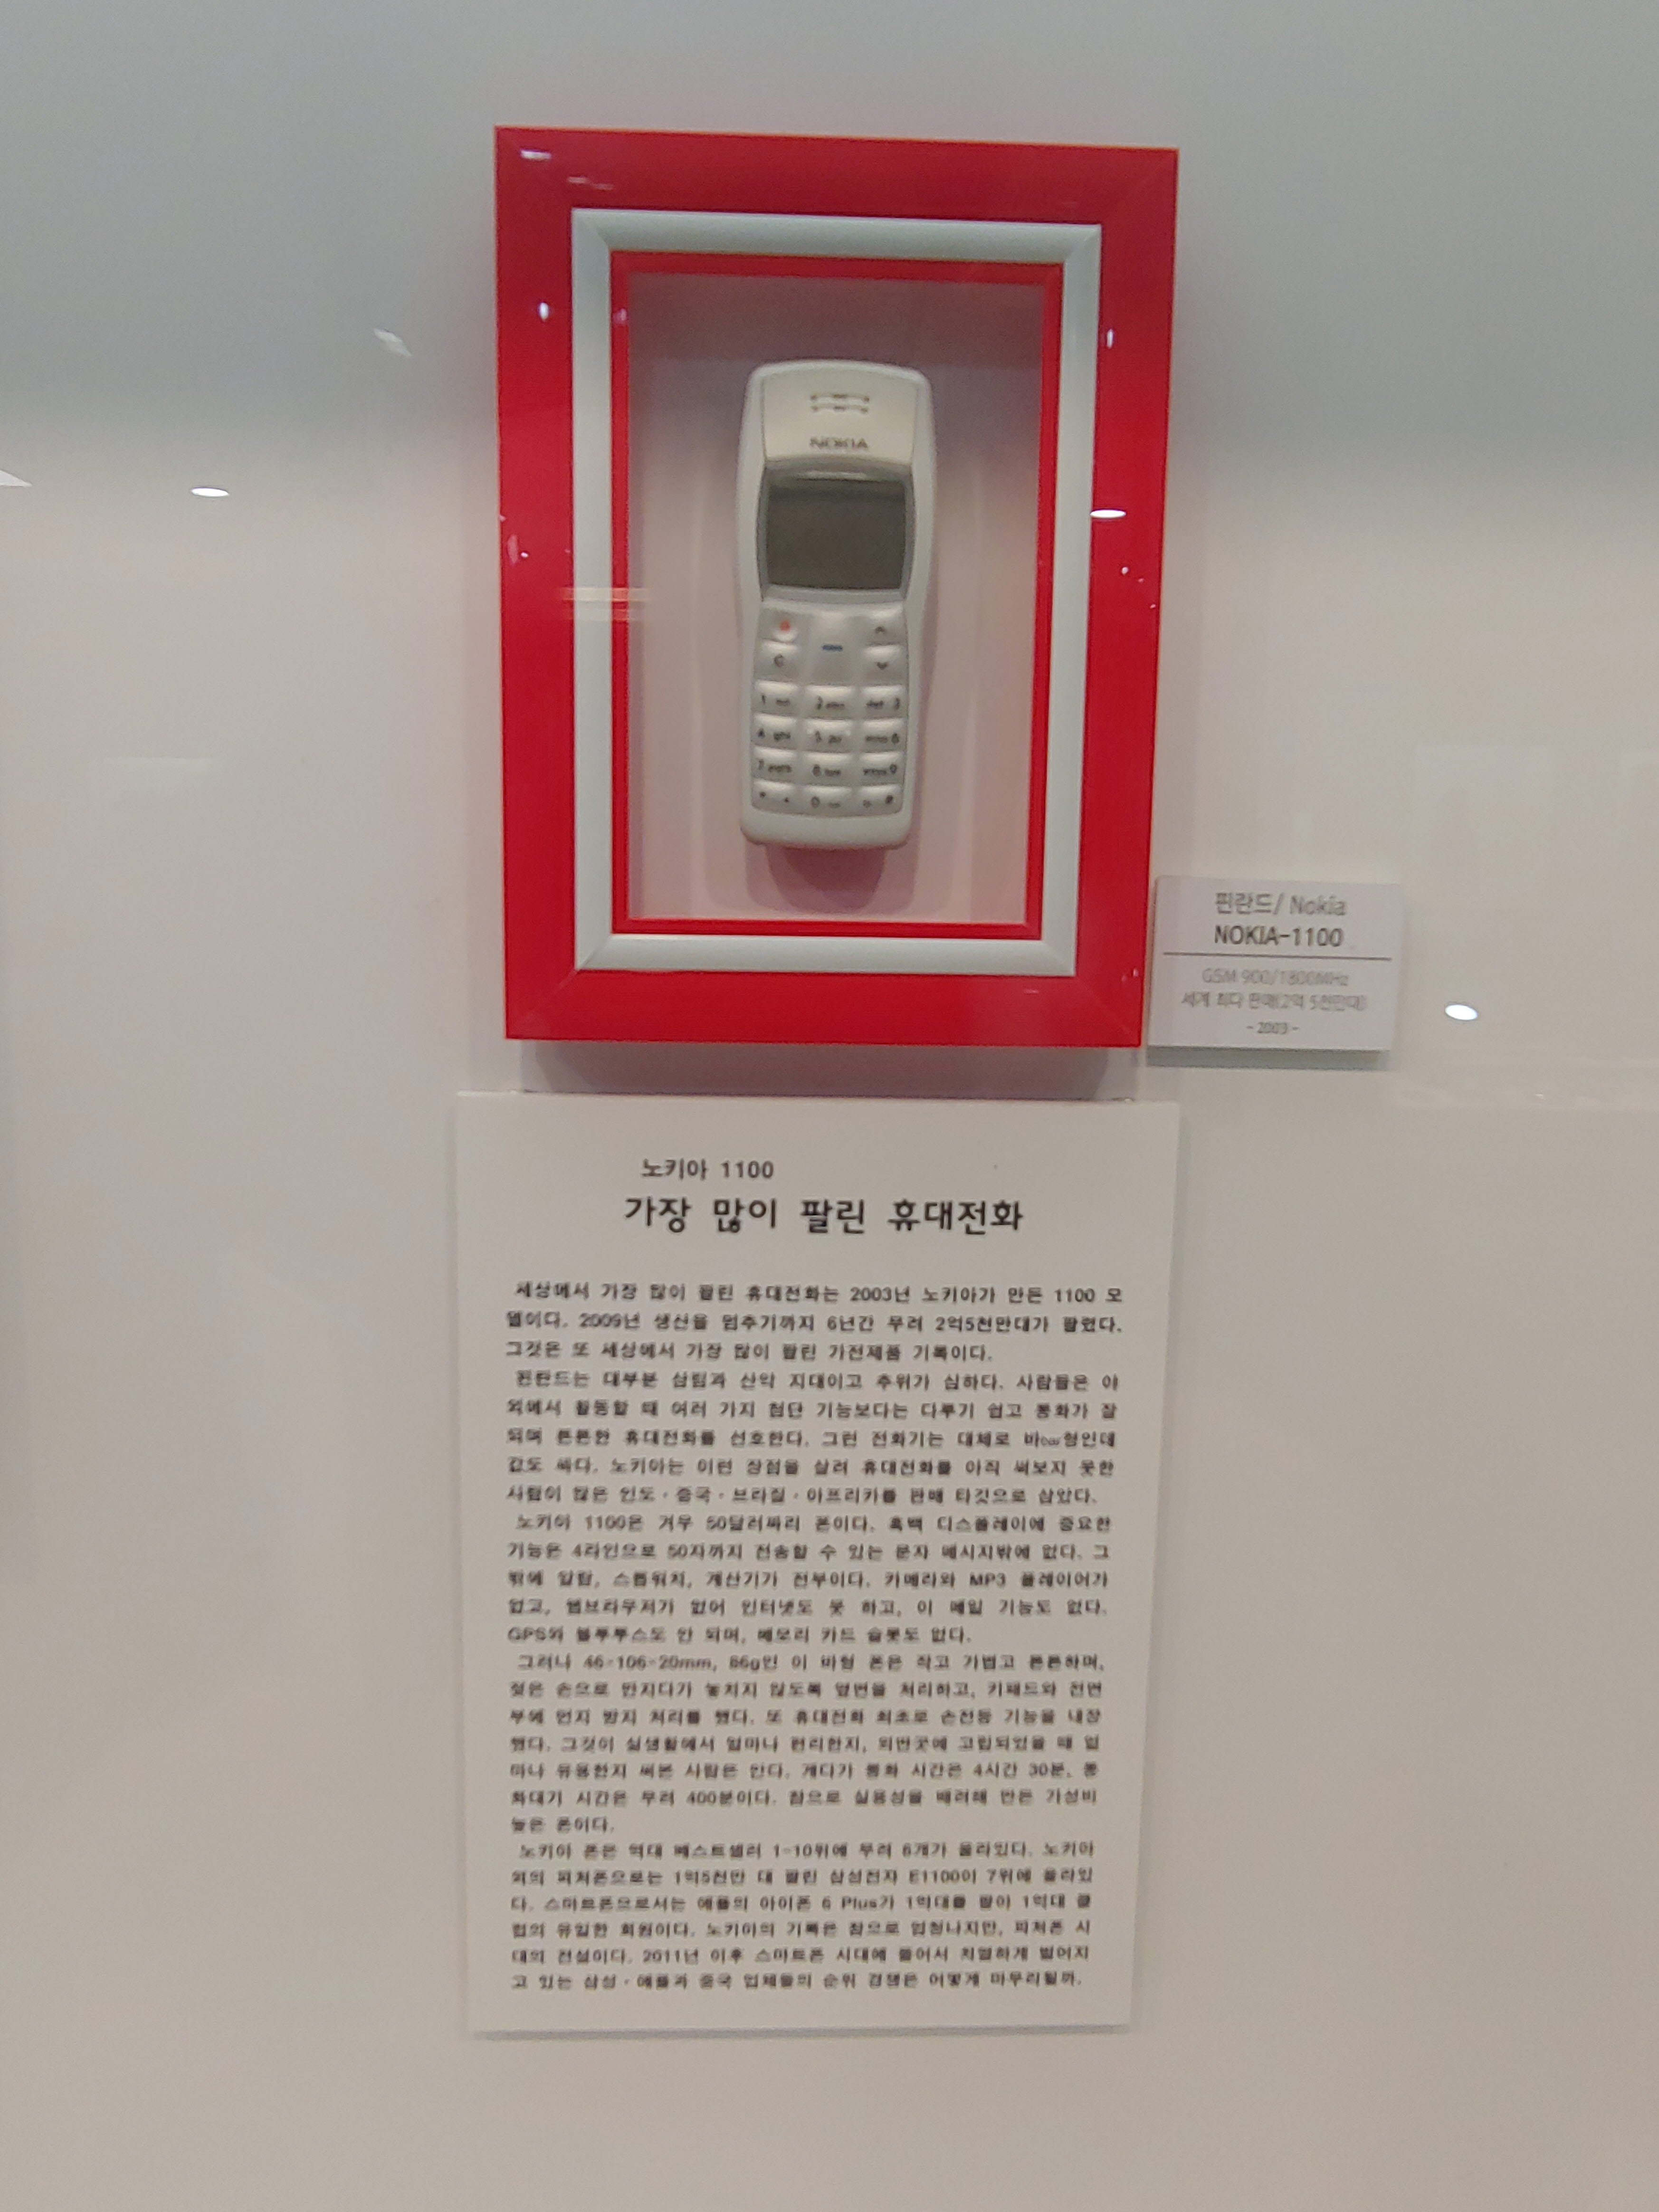 NOKIA
C
1
2 abc
def 3
4 ghi
5
mno 6
7
8 tuv
9
0
#
핀란드/ Nokia
NOKIA-1100
GSM 900/1800MHz
세계 최다 판매(2억 5천만대)
- 2003 -
노키아 1100
가장 많이 팔린 휴대전화
세상에서 가장 많이 팔린 휴대전화는 2003년 노키아가 만든 1100 모
델이다. 2009년 생산을 멈추기까지 6년간 무려 2억5천만대가 팔렸다.
그것은 또 세상에서 가장 많이 팔린 가전제품 기록이다.
핀란드는 대부분 삼림과 산악 지대이고 추위가 심하다. 사람들은 야
외에서 활동할 때 여러 가지 첨단 기능보다는 다루기 쉽고 통화가 잘
되며 튼튼한 휴대전화를 선호한다. 그런 전화기는 대체로 바bar형인데
값도 싸다. 노키아는 이런 장점을 살려 휴대전화를 아직 써보지 못한
사람이 많은 인도·중국·브라질·아프리카를 판매 타깃으로 삼았다.
노키아 1100은 겨우 50달러짜리 폰이다. 흑백 디스플레이에 중요한
기능은 4라인으로 50자까지 전송할 수 있는 문자 메시지밖에 없다. 그
밖에 알람, 스톱워치, 계산기가 전부이다. 카메라와 MP3 플레이어가
없고, 웹브라우저가 없어 인터넷도 못 하고, 이 메일 기능도 없다.
GPS와 블루투스도 안 되며, 메모리 카드 슬롯도 없다.
그러나 46×106×20mm, 86g인 이 바형 폰은 작고 가볍고 튼튼하며,
젖은 손으로 만지다가 놓치지 않도록 옆면을 처리하고, 키패드와 전면
부에 먼지 방지 처리를 했다. 또 휴대전화 최초로 손전등 기능을 내장
했다. 그것이 실생활에서 얼마나 편리한지, 외딴곳에 고립되었을 때 얼
마나 유용한지 써본 사람은 안다. 게다가 통화 시간은 4시간 30분, 통
화대기 시간은 무려 400분이다. 참으로 실용성을 배려해 만든 가성비
높은 폰이다.
노키아 폰은 역대 베스트셀러 1~10위에 무려 6개가 올라있다. 노키아
외의 피처폰으로는 1억5천만 대 팔린 삼성전자 E1100이 7위에 올라있
다. 스마트폰으로서는 애플의 아이폰 6 Plus가 1억대를 팔아 1억대 클
럽의 유일한 회원이다. 노키아의 기록은 참으로 엄청나지만, 피처폰 시
대의 전설이다. 2011년 이후 스마트폰 시대에 들어서 치열하게 벌어지
고 있는 삼성·애플과 중국 업체들의 순위 경쟁은 어떻게 마무리될까.